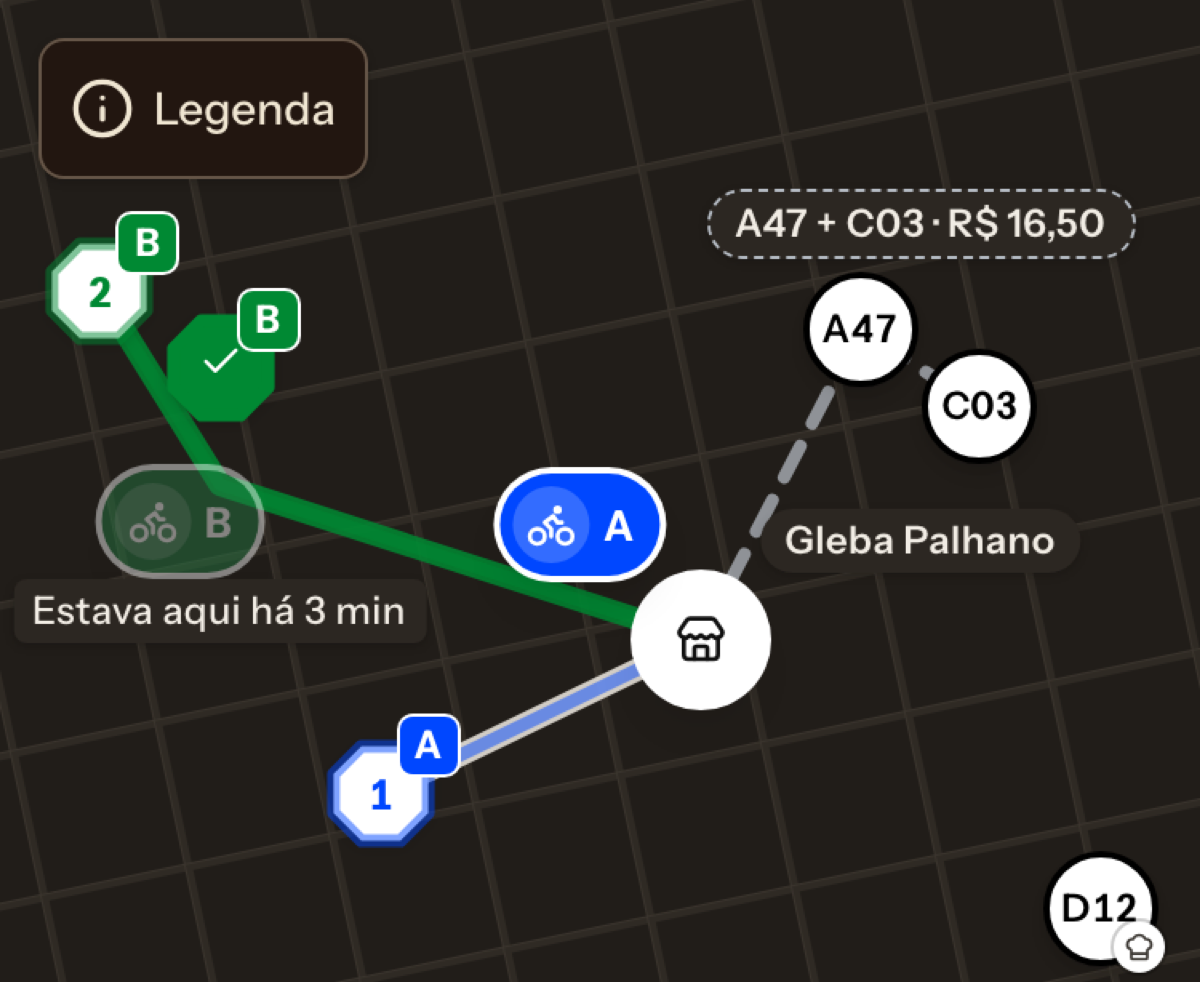 Legenda
A47 + C03 · R$ 16,50
B
2
B
A47
C03
B
A
Gleba Palhano
Estava aqui há 3 min
A
1
D12